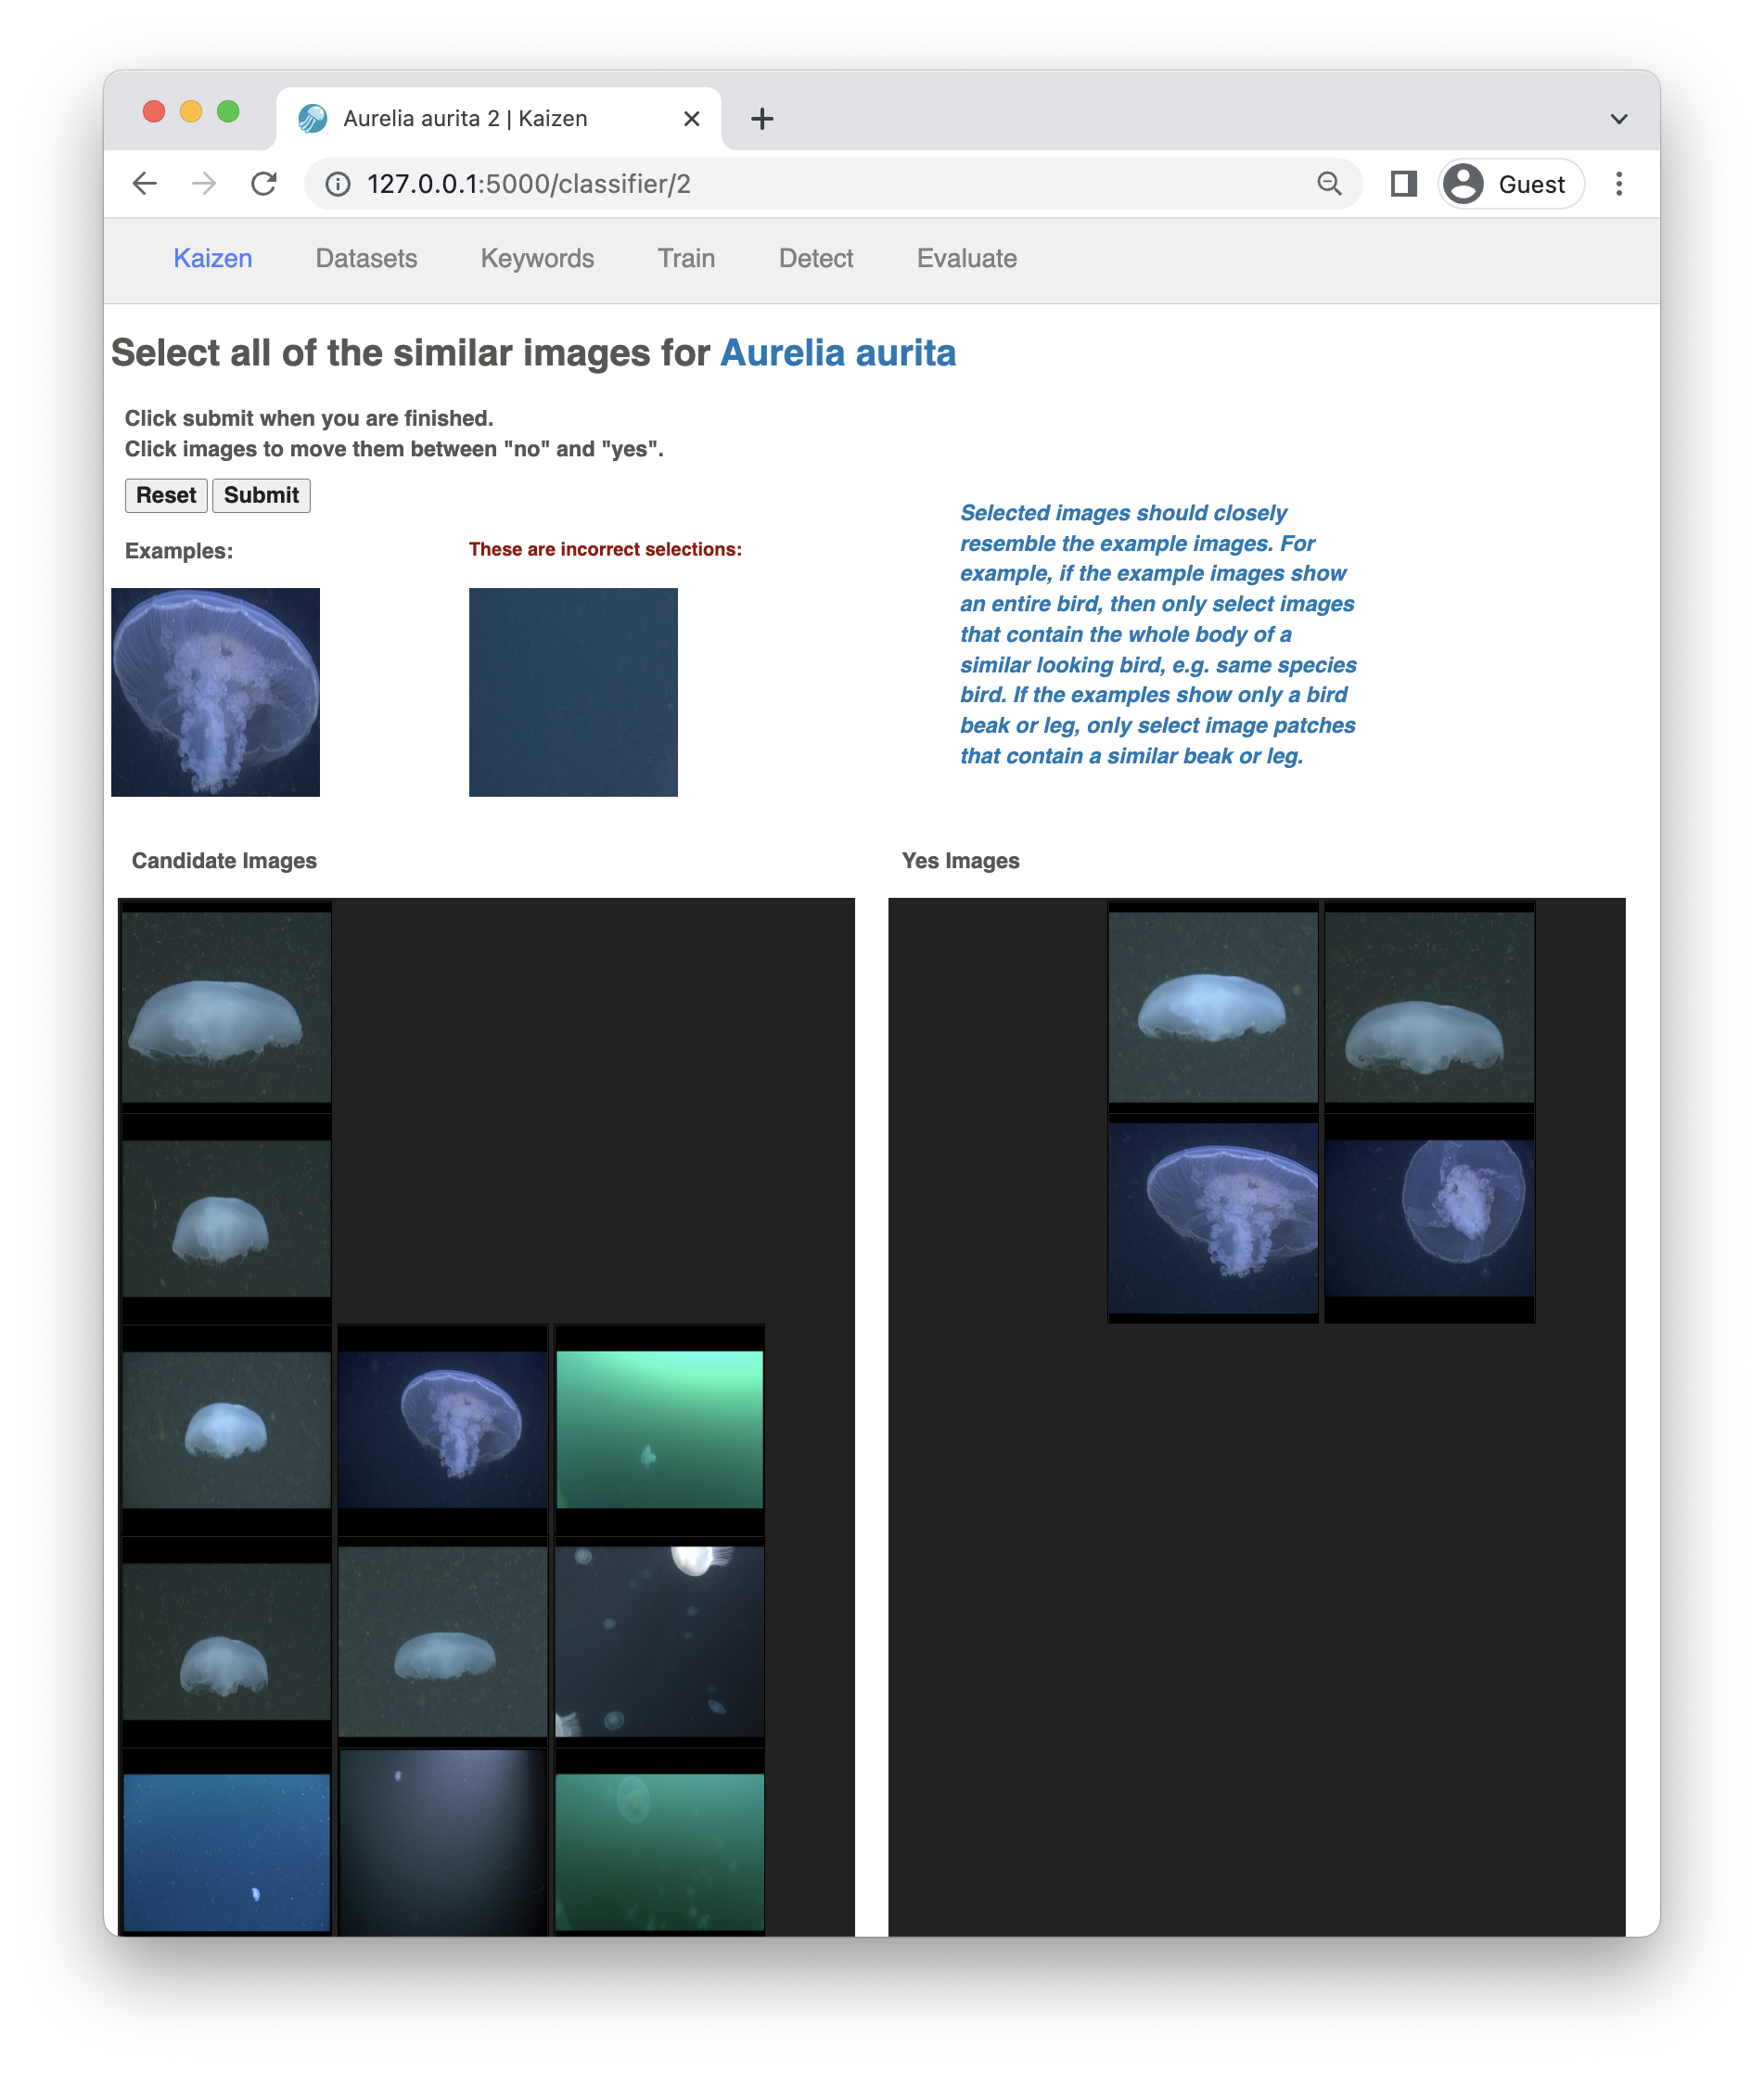 Aurelia aurita 2 | Kaizen
127.0.0.1:5000/classifier/2
Guest
Kaizen Datasets Keywords Train Detect Evaluate
Select all of the similar images for Aurelia aurita
Click submit when you are finished.
Click images to move them between "no" and "yes".
Reset Submit
Examples:
These are incorrect selections:
Selected images should closely
resemble the example images. For
example, if the example images show
an entire bird, then only select images
that contain the whole body of a
similar looking bird, e.g. same species
bird. If the examples show only a bird
beak or leg, only select image patches
that contain a similar beak or leg.
Candidate Images
Yes Images